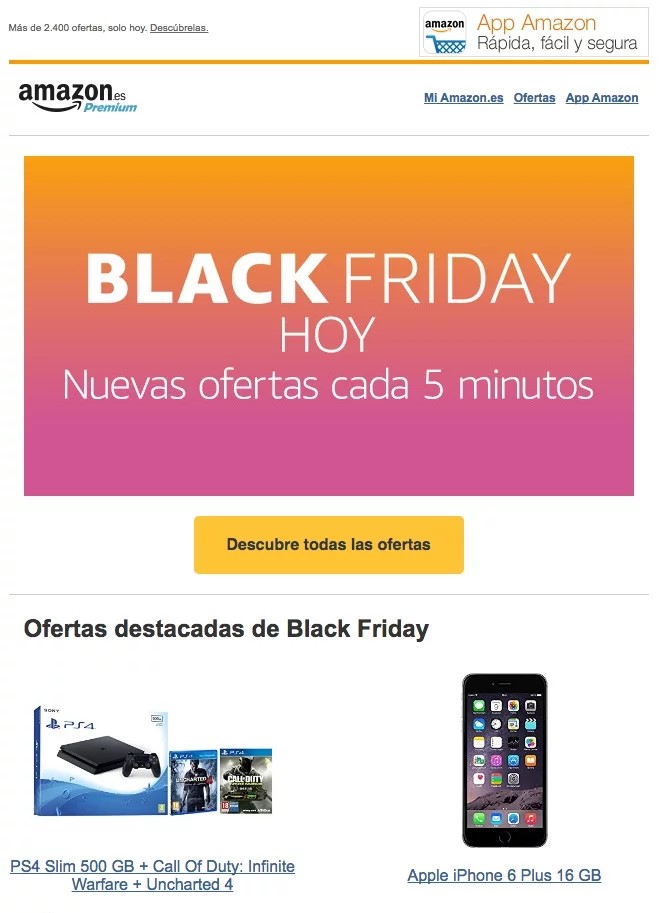 Más de 2.400 ofertas, solo hoy. Descúbrelas.
amazon
App Amazon
Rápida, fácil y segura
amazon.es
Premium
Mi Amazon.es Ofertas App Amazon
BLACK FRIDAY
HOY
Nuevas ofertas cada 5 minutos
Descubre todas las ofertas
Ofertas destacadas de Black Friday
SONY
PS4
UNCHARTED
PS4
CALL OF DUTY
PS4 Slim 500 GB + Call Of Duty: Infinite
Warfare + Uncharted 4
Apple iPhone 6 Plus 16 GB